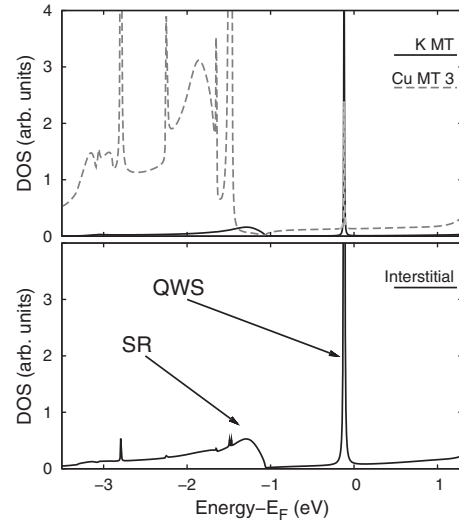 4
3
2
1
0
DOS (arb. units)
K MT
Cu MT 3
3
2
1
0
DOS (arb. units)
Interstitial
QWS
SR
−3
−2
−1
0
1
Energy−E_F (eV)